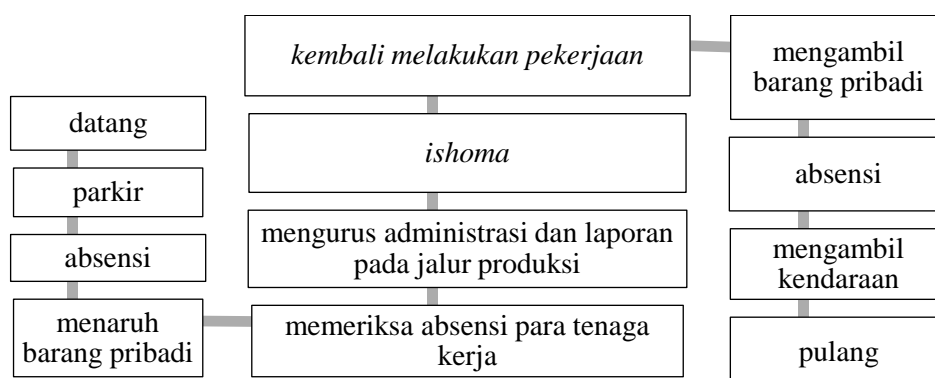 datang
parkir
absensi
menaruh
barang pribadi
memeriksa absensi para tenaga
kerja
mengurus administrasi dan laporan
pada jalur produksi
ishoma
kembali melakukan pekerjaan
mengambil
barang pribadi
absensi
mengambil
kendaraan
pulang